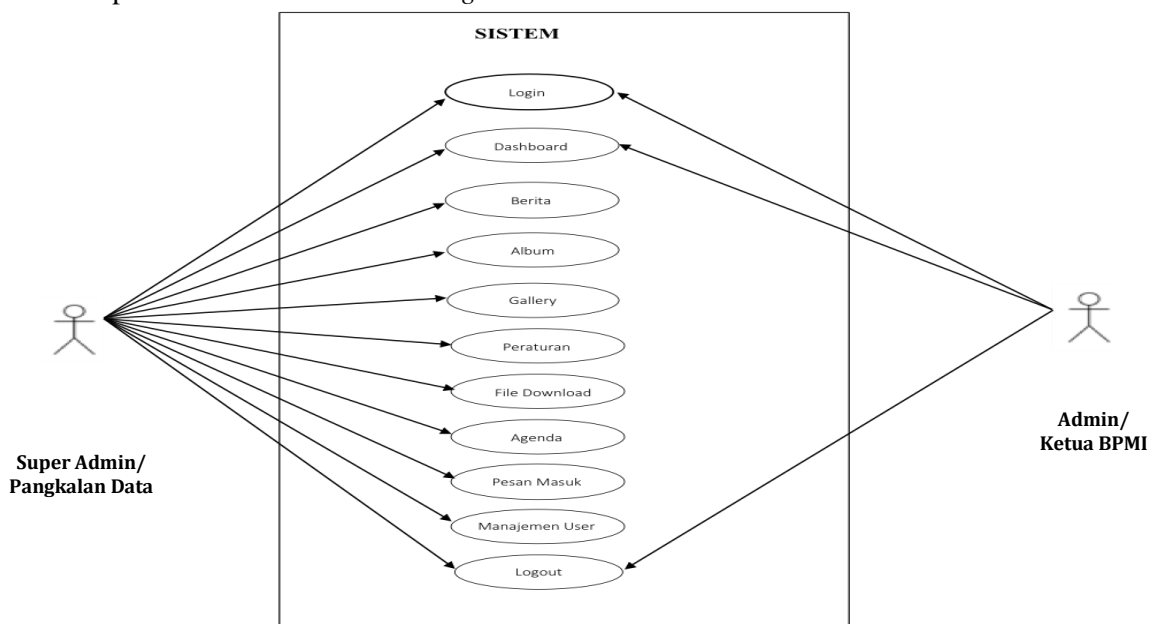 SISTEM
Login
Dashboard
Berita
Album
Gallery
Peraturan
File Download
Agenda
Pesan Masuk
Manajemen User
Logout
Super Admin/
Pangkalan Data
Admin/
Ketua BPMI